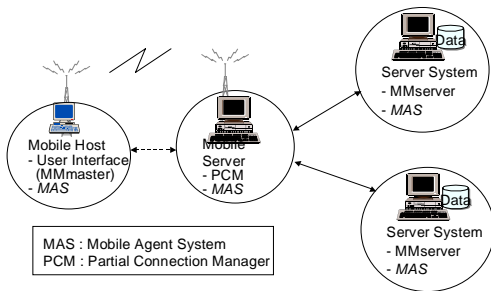 Mobile Host
- User Interface
(MMmaster)
- MAS
Mobile
Server
- PCM
- MAS
Data
Server System
- MMserver
- MAS
Data
Server System
- MMserver
- MAS
MAS : Mobile Agent System
PCM : Partial Connection Manager